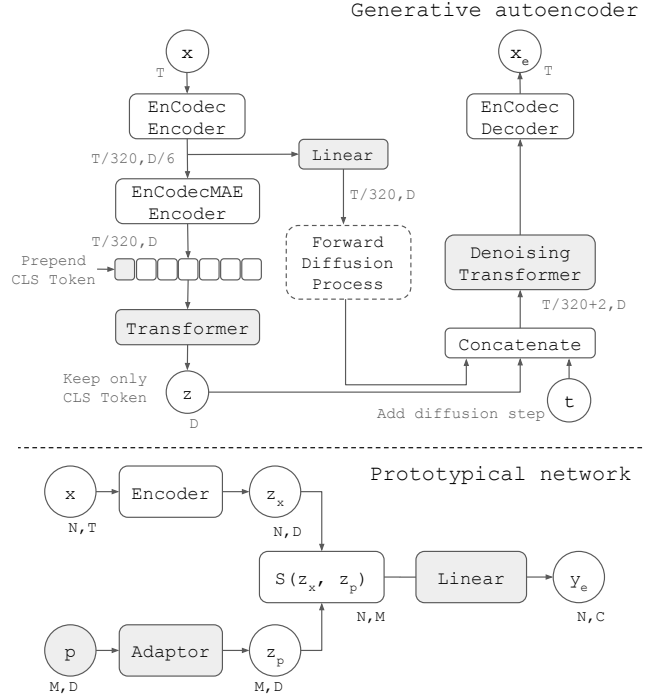 Generative autoencoder
x
T
EnCodec
Encoder
T/320,D/6
EnCodecMAE
Encoder
T/320,D
Prepend
CLS Token
Transformer
Keep only
CLS Token
z
D
Linear
T/320,D
Forward
Diffusion
Process
x_e
T
EnCodec
Decoder
Denoising
Transformer
T/320+2,D
Concatenate
Add diffusion step
t
Prototypical network
x
N,T
Encoder
z_x
N,D
S(z_x, z_p)
N,M
Linear
y_e
N,C
p
M,D
Adaptor
z_p
M,D